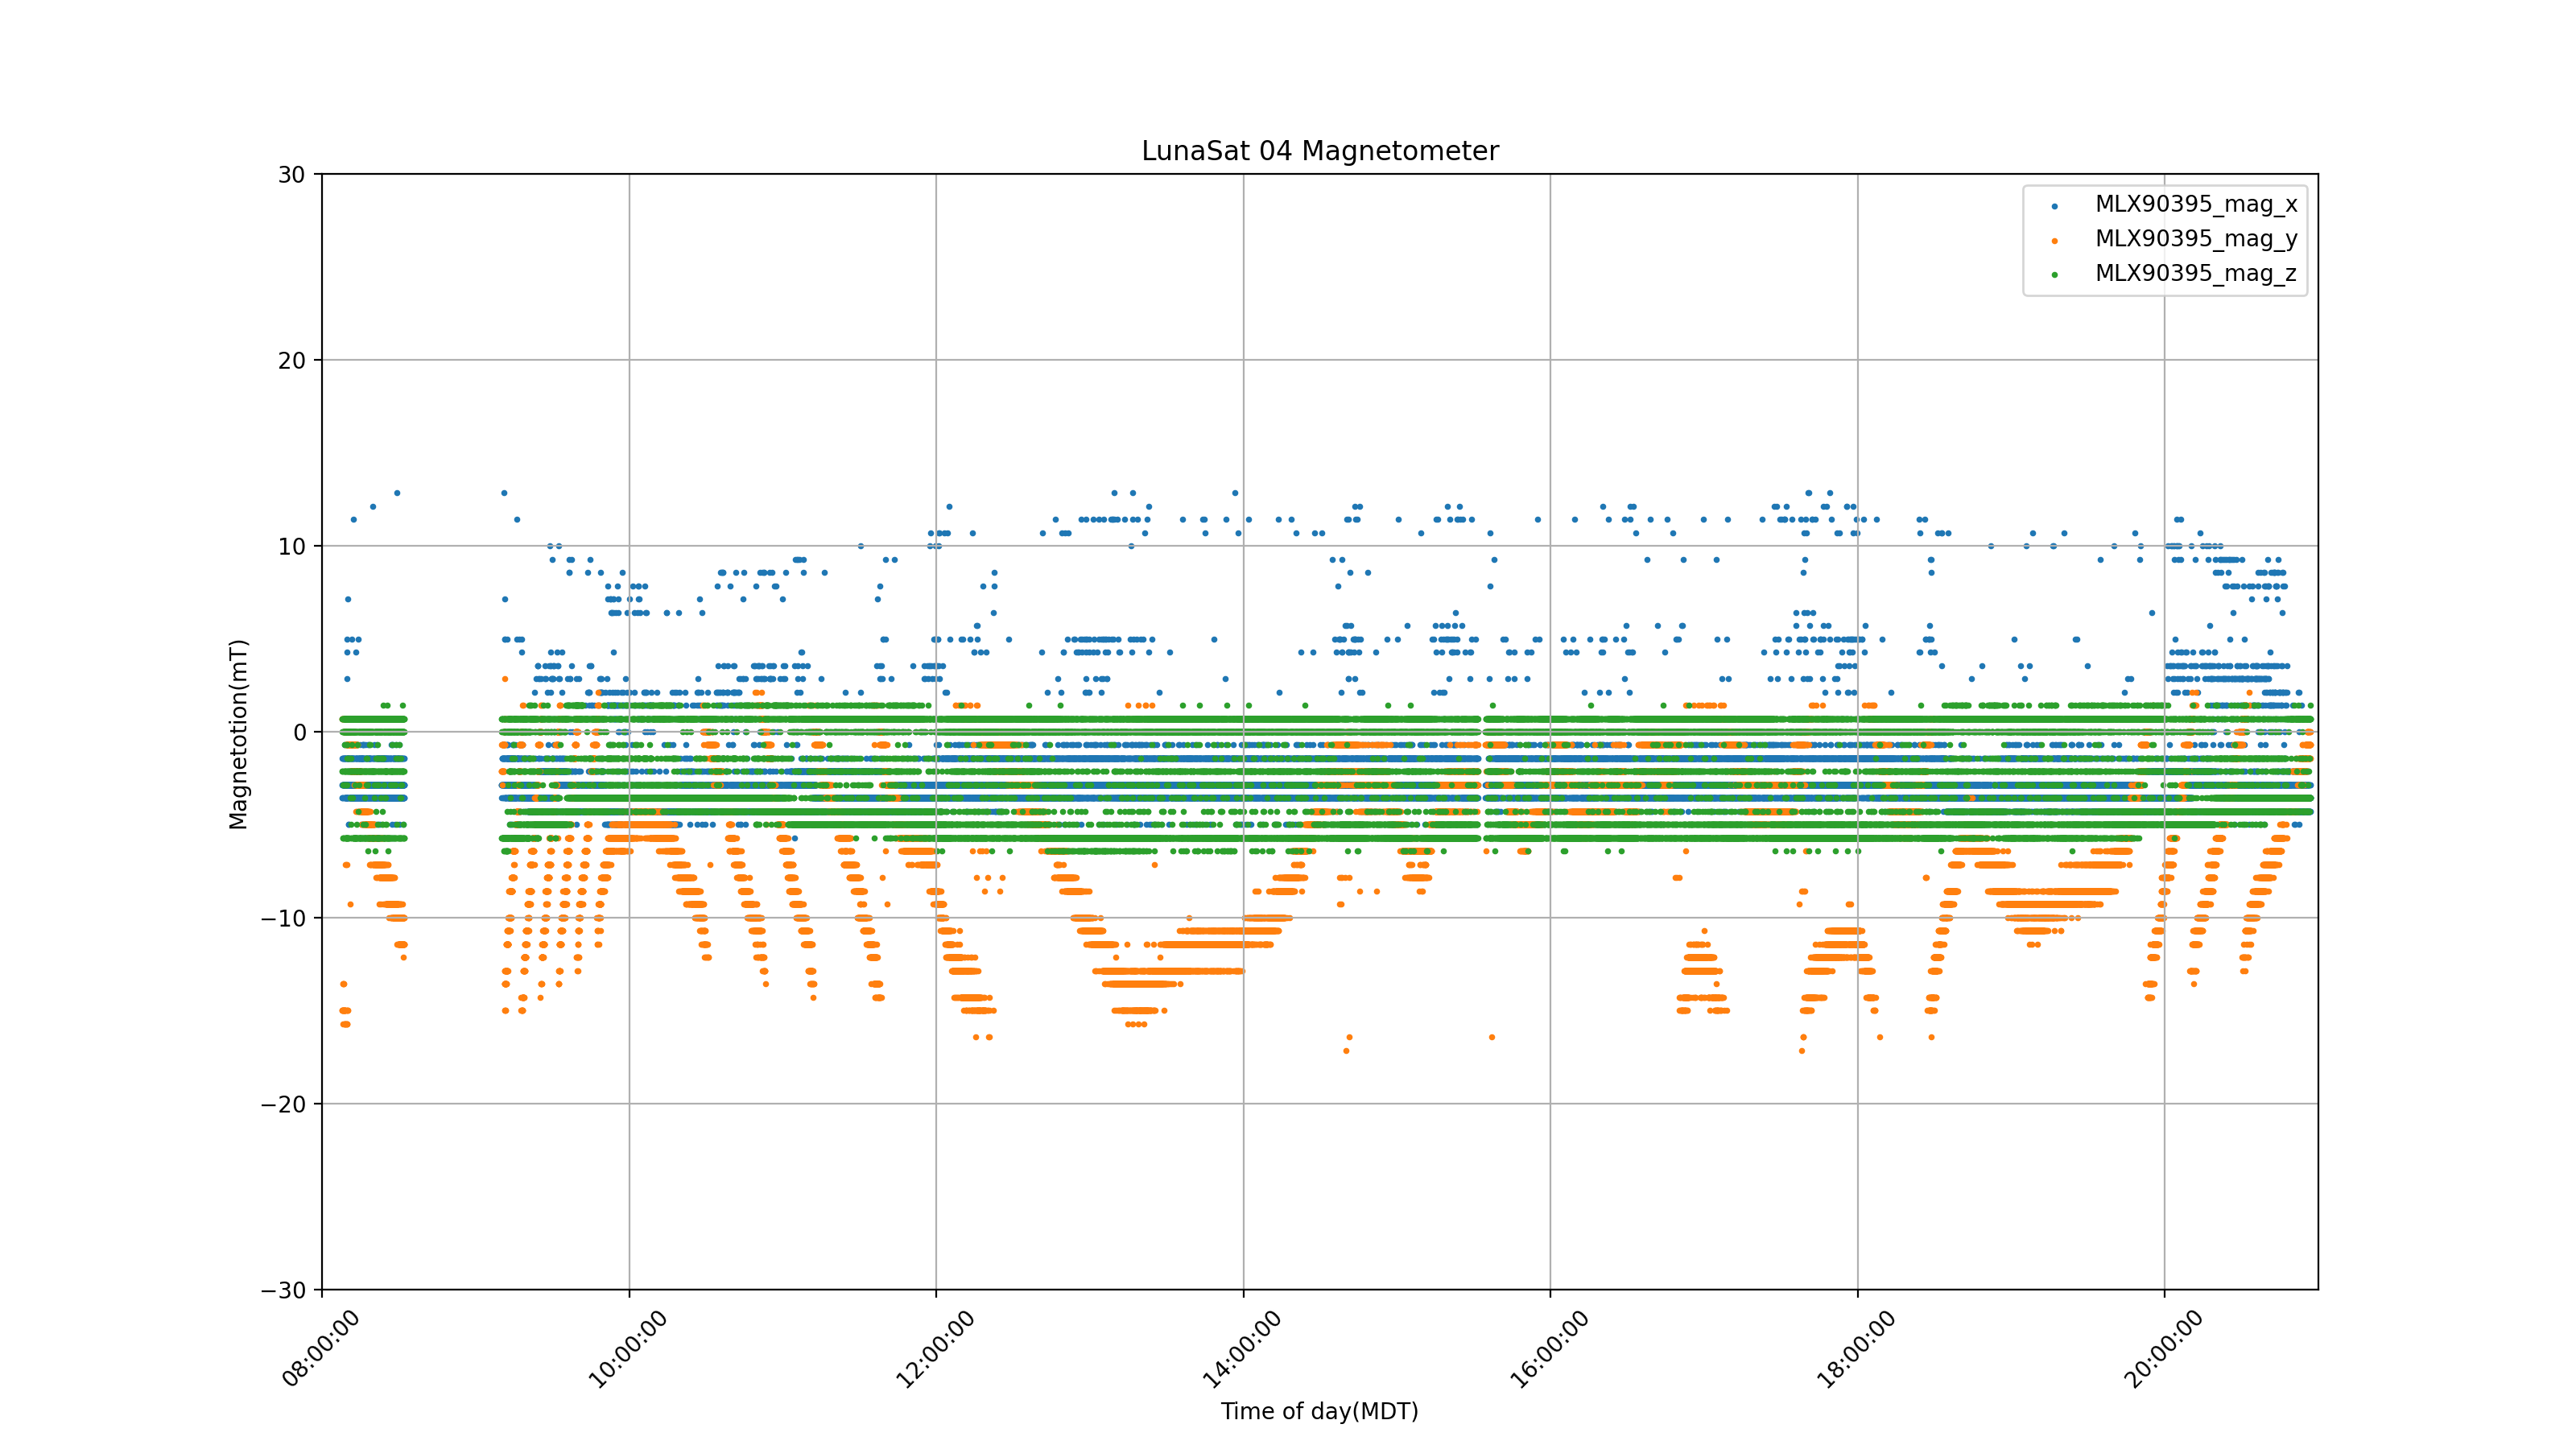 LunaSat 04 Magnetometer
30
20
10
0
−10
−20
−30
Magnetotion(mT)
MLX90395_mag_x
MLX90395_mag_y
MLX90395_mag_z
08:00:00
10:00:00
12:00:00
14:00:00
16:00:00
18:00:00
20:00:00
Time of day(MDT)